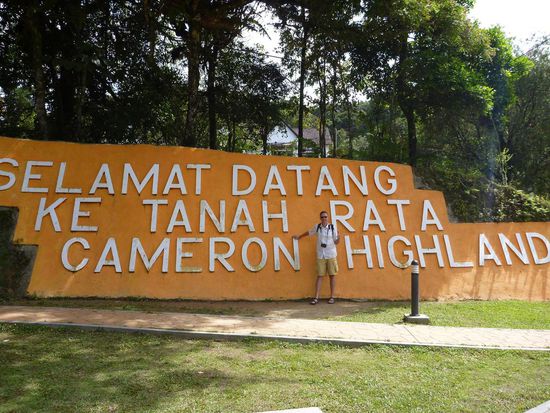 SELAMAT DATANG
KE TANAH RATA
CAMERON HIGHLAND